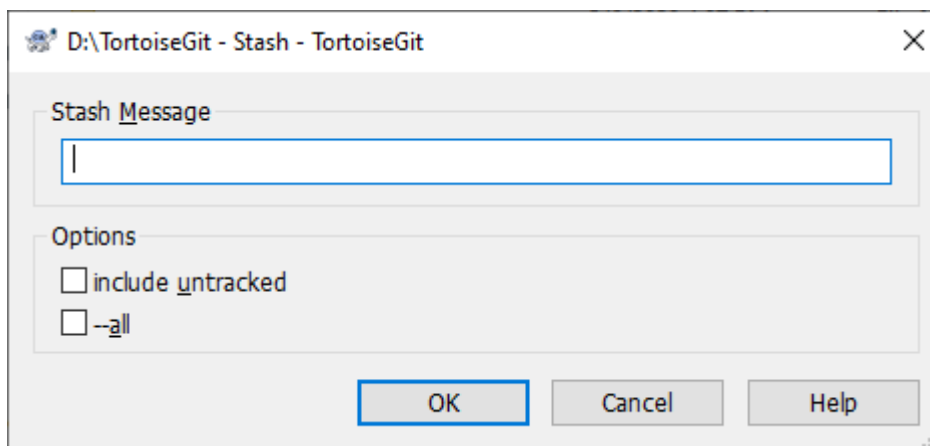 D:\TortoiseGit - Stash - TortoiseGit
Stash Message
Options
include untracked
--all
OK Cancel Help